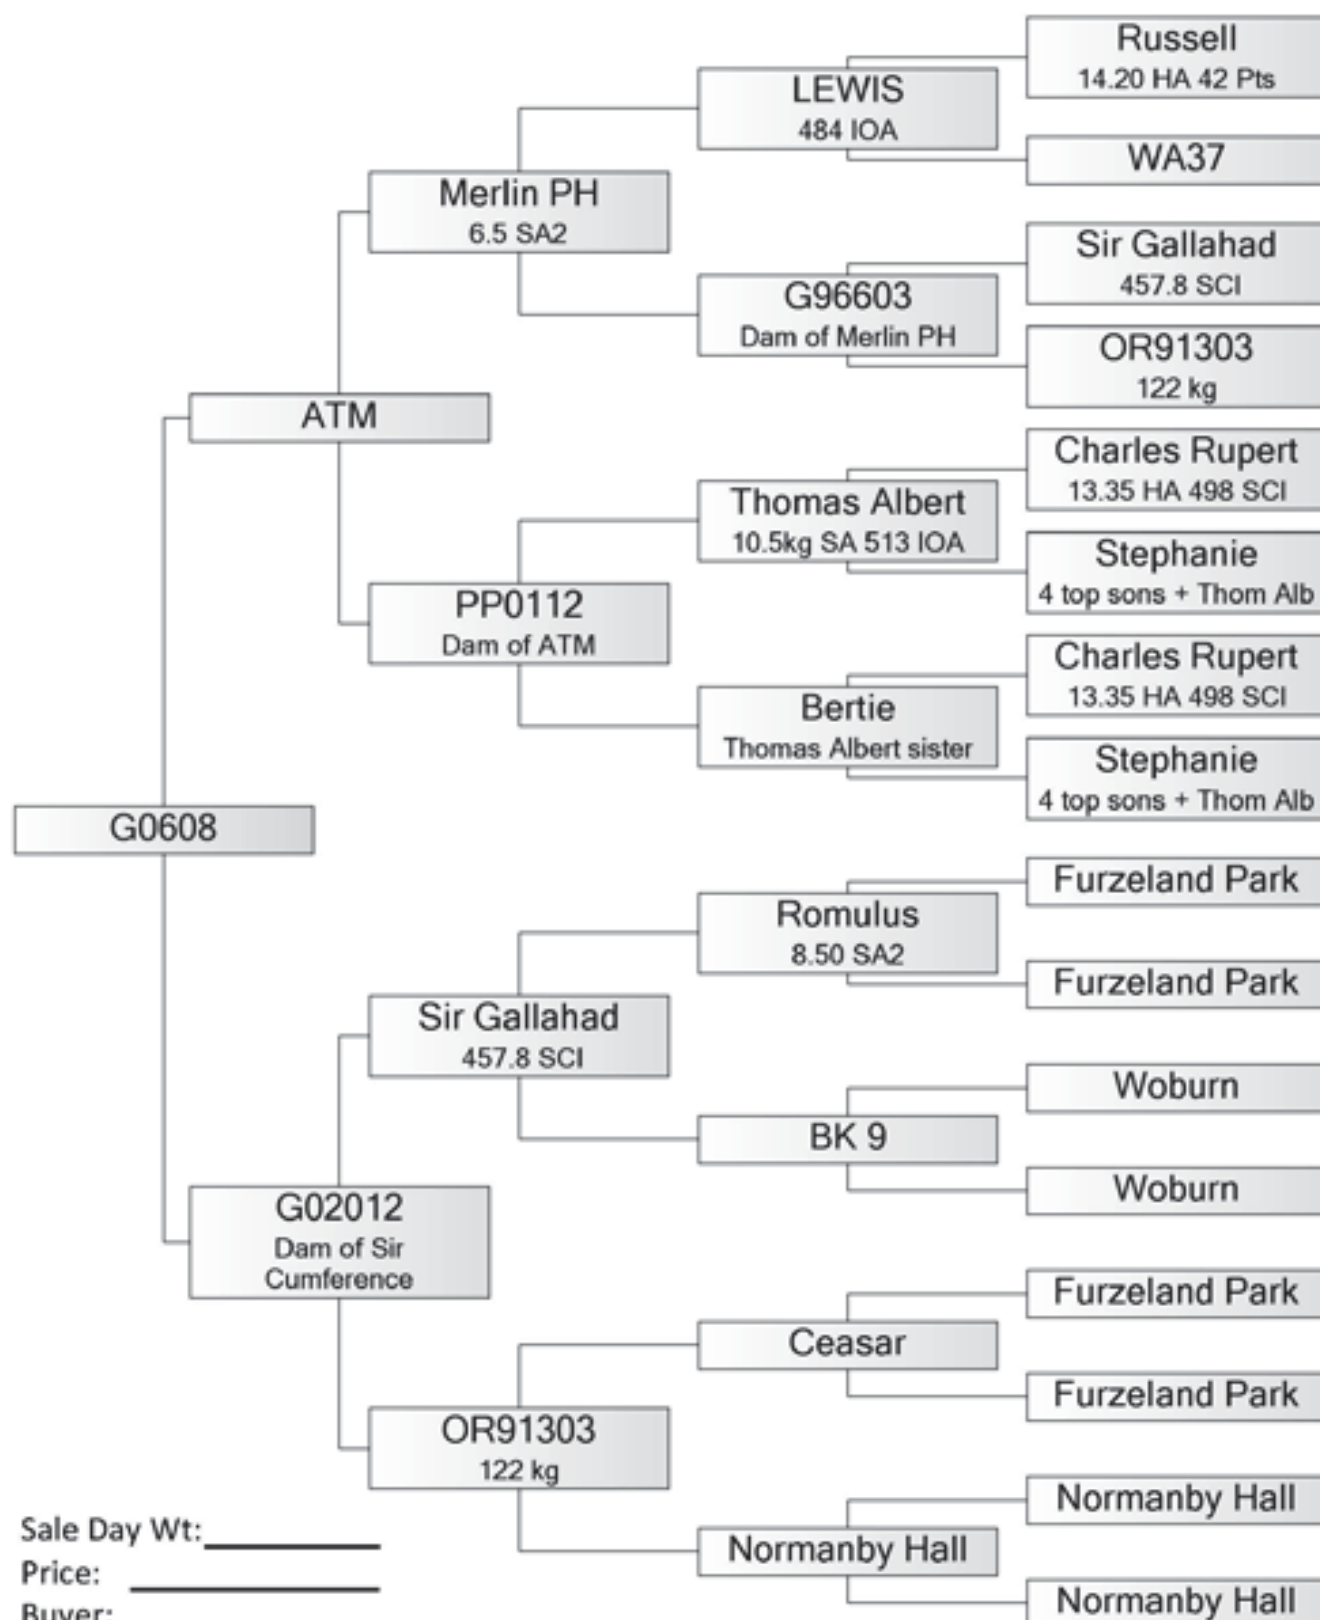 Russell
14.20 HA 42 Pts
LEWIS
484 IOA
WA37
Merlin PH
6.5 SA2
Sir Gallahad
457.8 SCI
G96603
Dam of Merlin PH
OR91303
122 kg
ATM
Charles Rupert
13.35 HA 498 SCI
Thomas Albert
10.5kg SA 513 IOA
Stephanie
4 top sons + Thom Alb
PP0112
Dam of ATM
Charles Rupert
13.35 HA 498 SCI
Bertie
Thomas Albert sister
Stephanie
4 top sons + Thom Alb
G0608
Furzeland Park
Romulus
8.50 SA2
Furzeland Park
Sir Gallahad
457.8 SCI
Woburn
BK 9
Woburn
G02012
Dam of Sir
Cumference
Furzeland Park
Ceasar
Furzeland Park
OR91303
122 kg
Normanby Hall
Normanby Hall
Normanby Hall
Sale Day Wt:
Price:
Buyer: